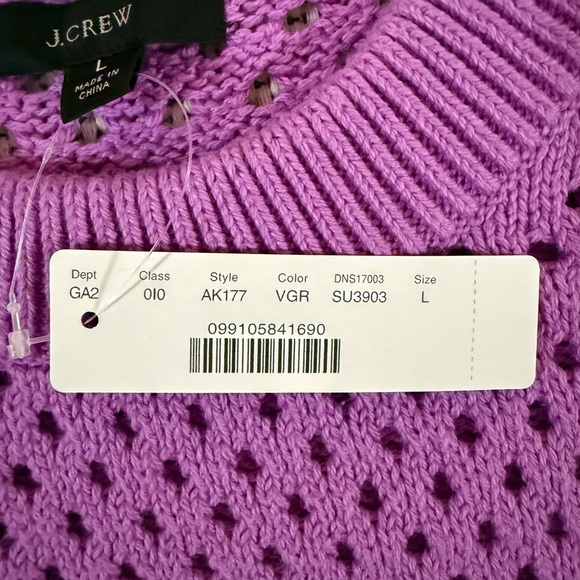 J.CREW
L
MADE IN
CHINA
Dept Class Style Color DNS17003 Size
GA2 0I0 AK177 VGR SU3903 L
099105841690